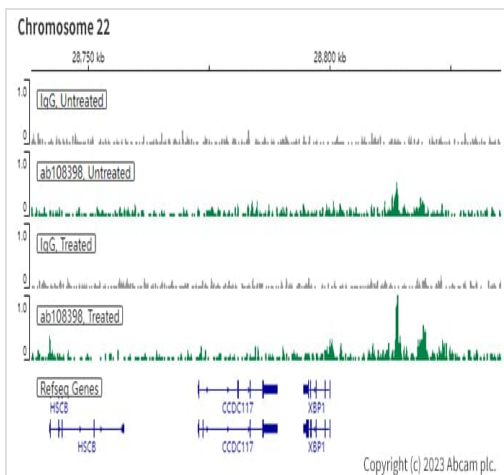 Chromosome 22
28,750 kb 28,800 kb
1.0
IgG, Untreated
0
1.0
ab108398, Untreated
0
1.0
IgG, Treated
0
1.0
ab108398, Treated
0
Refseq Genes
HSCB CCDC117 XBP1
HSCB CCDC117 XBP1
Copyright (c) 2023 Abcam plc.